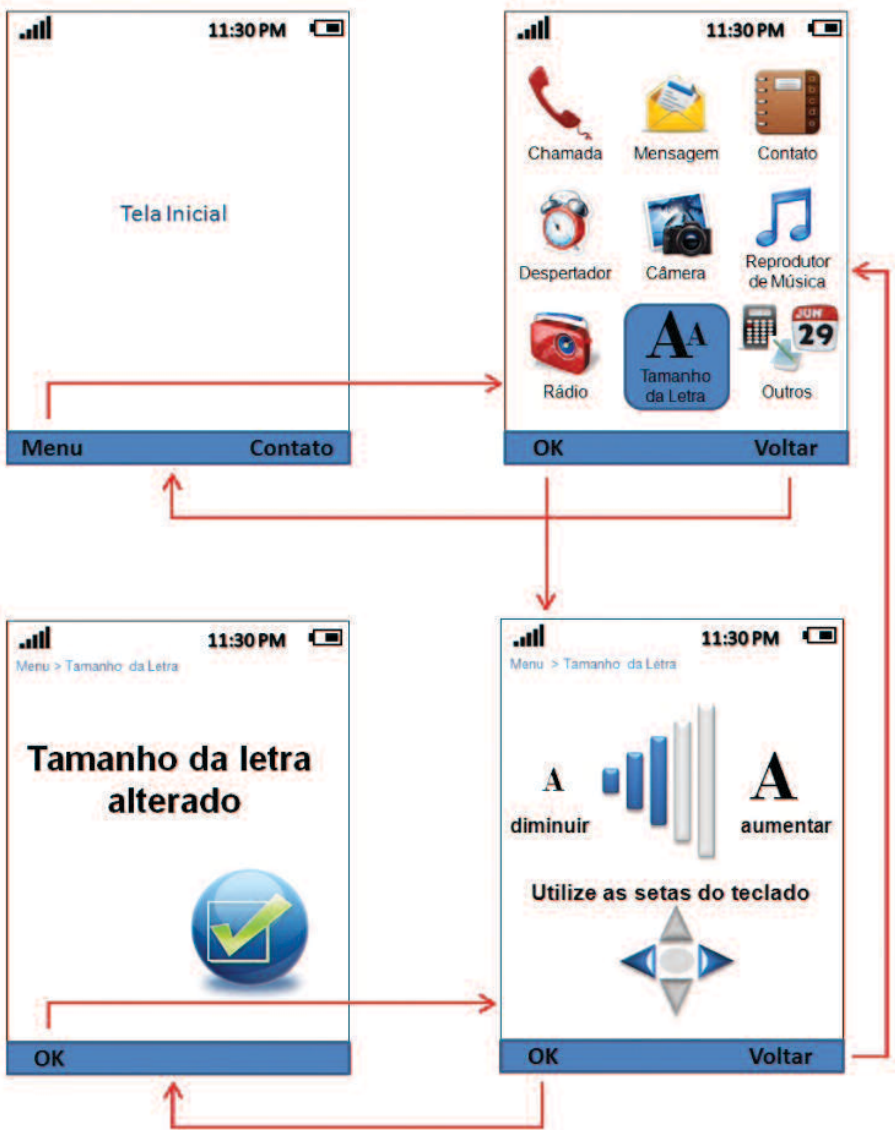 11:30 PM
Tela Inicial
Menu
Contato
11:30 PM
Chamada
Mensagem
Contato
Despertador
Câmera
Reprodutor
de Música
Rádio
A A
Tamanho
da Letra
JUN
29
Outros
OK
Voltar
11:30 PM
Menu > Tamanho da Letra
Tamanho da letra
alterado
OK
11:30 PM
Menu > Tamanho da Letra
A
diminuir
A
aumentar
Utilize as setas do teclado
OK
Voltar